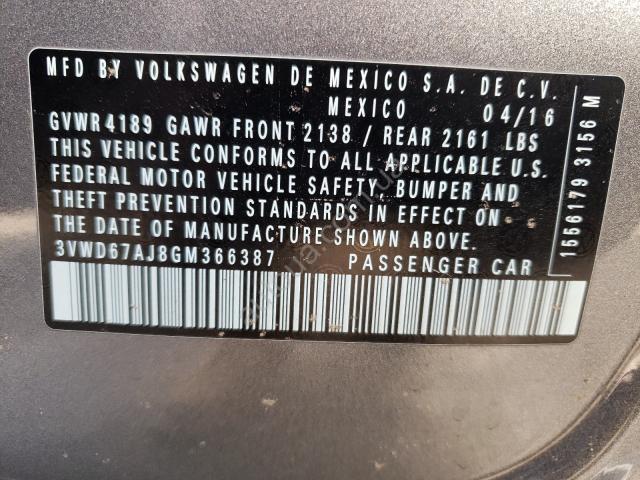 MFD BY VOLKSWAGEN DE MEXICO S.A. DE C.V.
MEXICO 04/16
GVWR 4189 GAWR FRONT 2138 / REAR 2161 LBS
THIS VEHICLE CONFORMS TO ALL APPLICABLE U.S.
FEDERAL MOTOR VEHICLE SAFETY, BUMPER AND
THEFT PREVENTION STANDARDS IN EFFECT ON
THE DATE OF MANUFACTURE SHOWN ABOVE.
3VWD67AJ8GM366387 PASSENGER CAR
1556179 3156 M